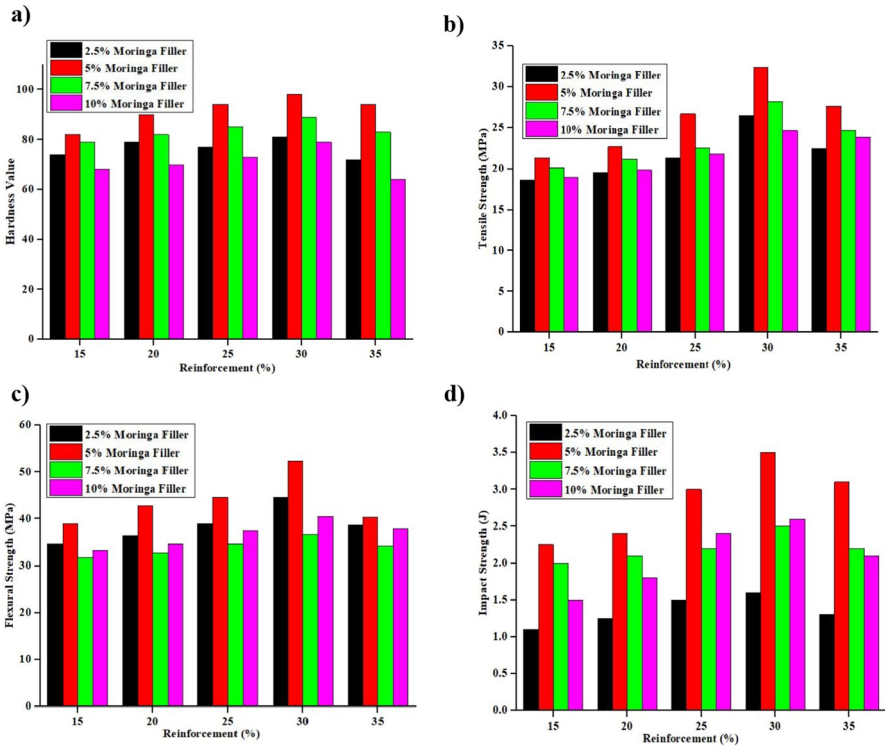 a)
2.5% Moringa Filler
5% Moringa Filler
7.5% Moringa Filler
10% Moringa Filler
Hardness Value
100
80
60
40
20
0
15 20 25 30 35
Reinforcement (%)
b)
2.5% Moringa Filler
5% Moringa Filler
7.5% Moringa Filler
10% Moringa Filler
Tensile Strength (MPa)
35
30
25
20
15
10
5
0
15 20 25 30 35
Reinforcement (%)
c)
2.5% Moringa Filler
5% Moringa Filler
7.5% Moringa Filler
10% Moringa Filler
Flexural Strength (MPa)
60
50
40
30
20
10
0
15 20 25 30 35
Reinforcement (%)
d)
2.5% Moringa Filler
5% Moringa Filler
7.5% Moringa Filler
10% Moringa Filler
Impact Strength (J)
4.0
3.5
3.0
2.5
2.0
1.5
1.0
0.5
0.0
15 20 25 30 35
Reinforcement (%)